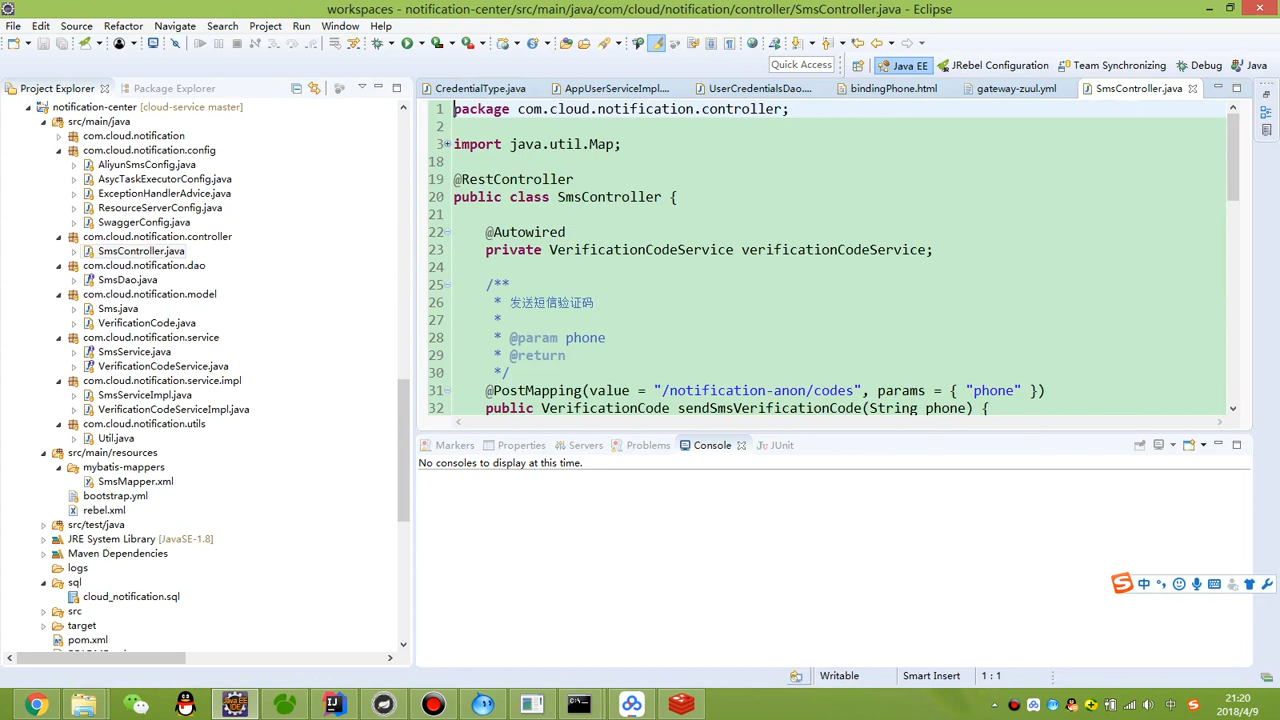 workspaces - notification-center/src/main/java/com/cloud/notification/controller/SmsController.java - Eclipse
File Edit Source Refactor Navigate Search Project Run Window Help
Quick Access
Java EE
JRebel Configuration
Team Synchronizing
Debug
Java
Project Explorer
Package Explorer
notification-center [cloud-service master]
src/main/java
com.cloud.notification
com.cloud.notification.config
AliyunSmsConfig.java
AsycTaskExecutorConfig.java
ExceptionHandlerAdvice.java
ResourceServerConfig.java
SwaggerConfig.java
com.cloud.notification.controller
SmsController.java
com.cloud.notification.dao
SmsDao.java
com.cloud.notification.model
Sms.java
VerificationCode.java
com.cloud.notification.service
SmsService.java
VerificationCodeService.java
com.cloud.notification.service.impl
SmsServiceImpl.java
VerificationCodeServiceImpl.java
com.cloud.notification.utils
Util.java
src/main/resources
mybatis-mappers
SmsMapper.xml
bootstrap.yml
rebel.xml
src/test/java
JRE System Library [JavaSE-1.8]
Maven Dependencies
logs
sql
cloud_notification.sql
src
target
pom.xml
CredentialType.java
AppUserServiceImpl....
UserCredentialsDao....
bindingPhone.html
gateway-zuul.yml
SmsController.java
1 package com.cloud.notification.controller;
2
3 import java.util.Map;
18
19 @RestController
20 public class SmsController {
21
22 @Autowired
23 private VerificationCodeService verificationCodeService;
24
25 /**
26 * 发送短信验证码
27 *
28 * @param phone
29 * @return
30 */
31 @PostMapping(value = "/notification-anon/codes", params = { "phone" })
32 public VerificationCode sendSmsVerificationCode(String phone) {
Markers
Properties
Servers
Problems
Console
JUnit
No consoles to display at this time.
中
Writable
Smart Insert
1 : 1
中
21:20
2018/4/9